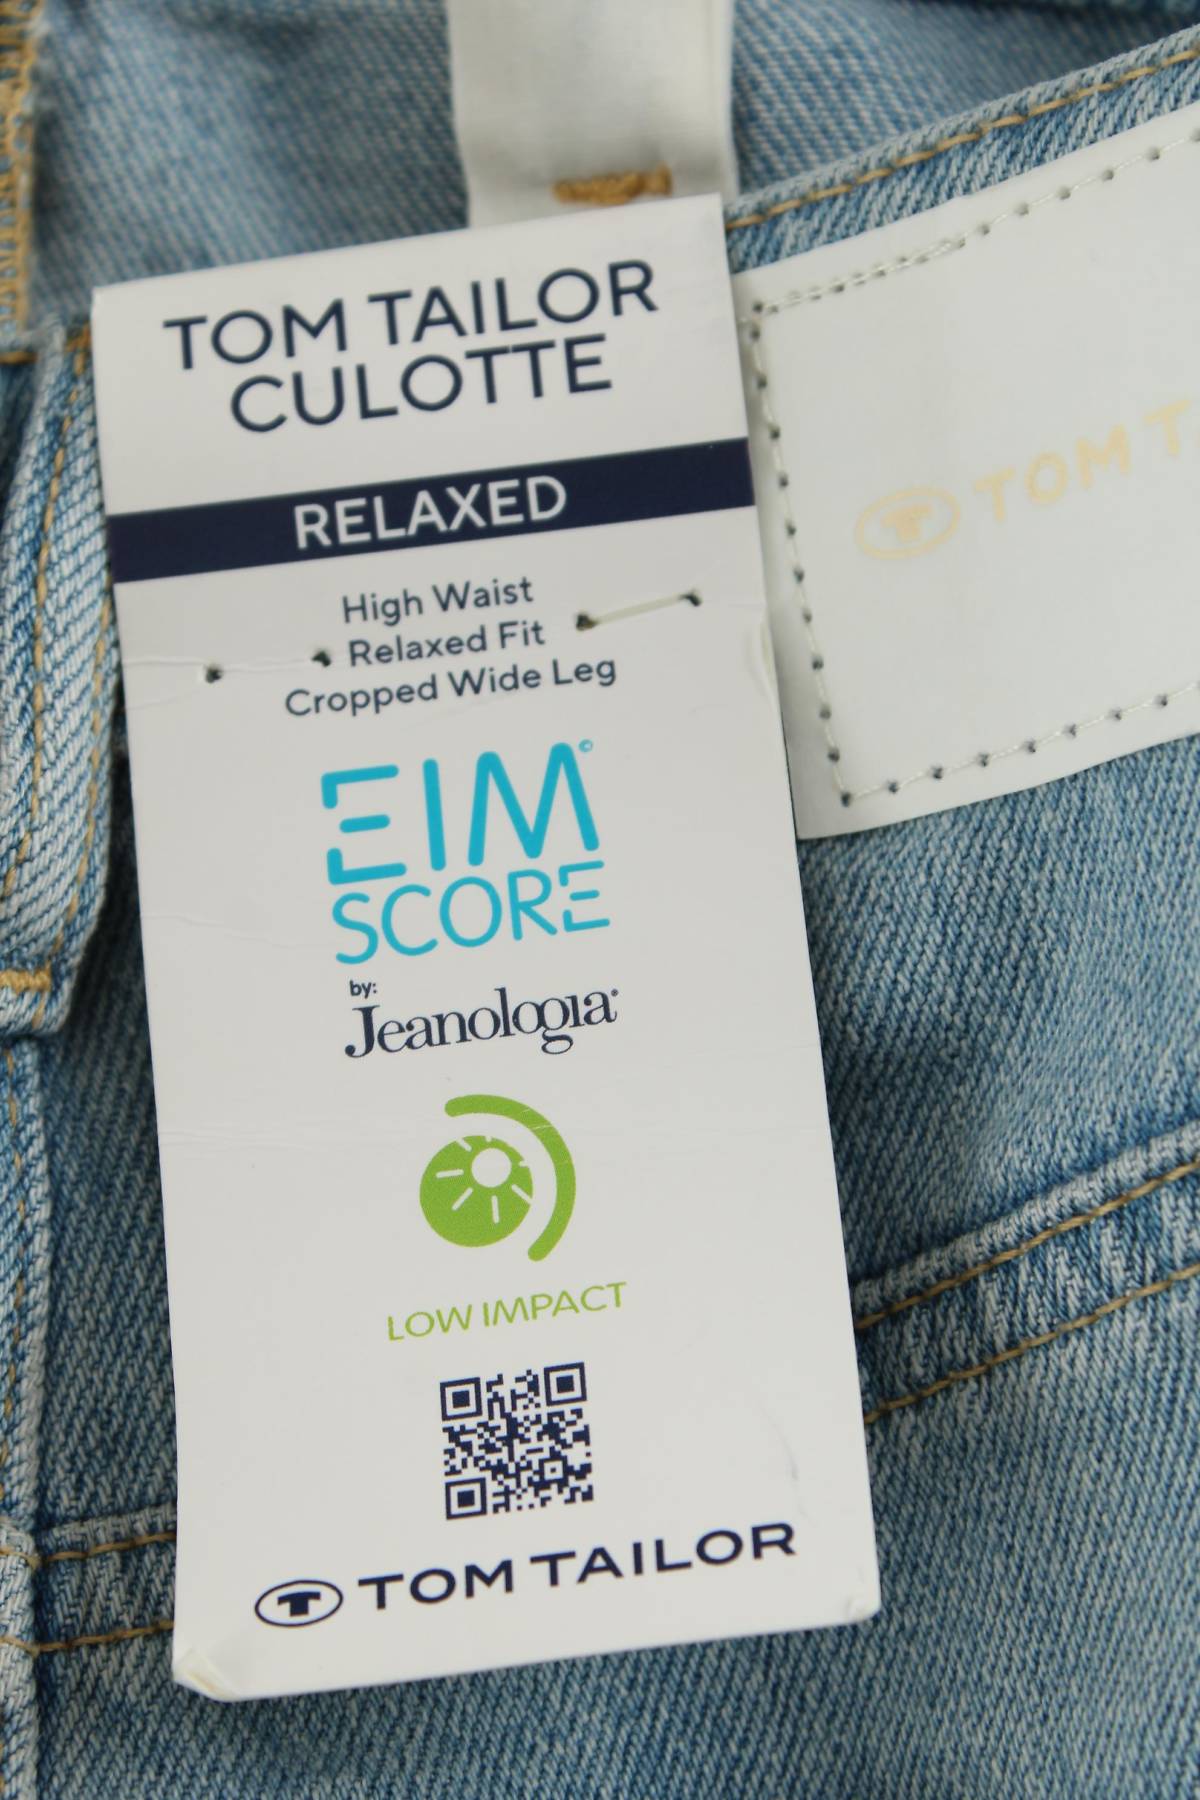 TOM TAILOR
CULOTTE
RELAXED
High Waist
Relaxed Fit
Cropped Wide Leg
EIM©
SCORE
by:
Jeanologia
LOW IMPACT
TOM TAILOR
TOM T